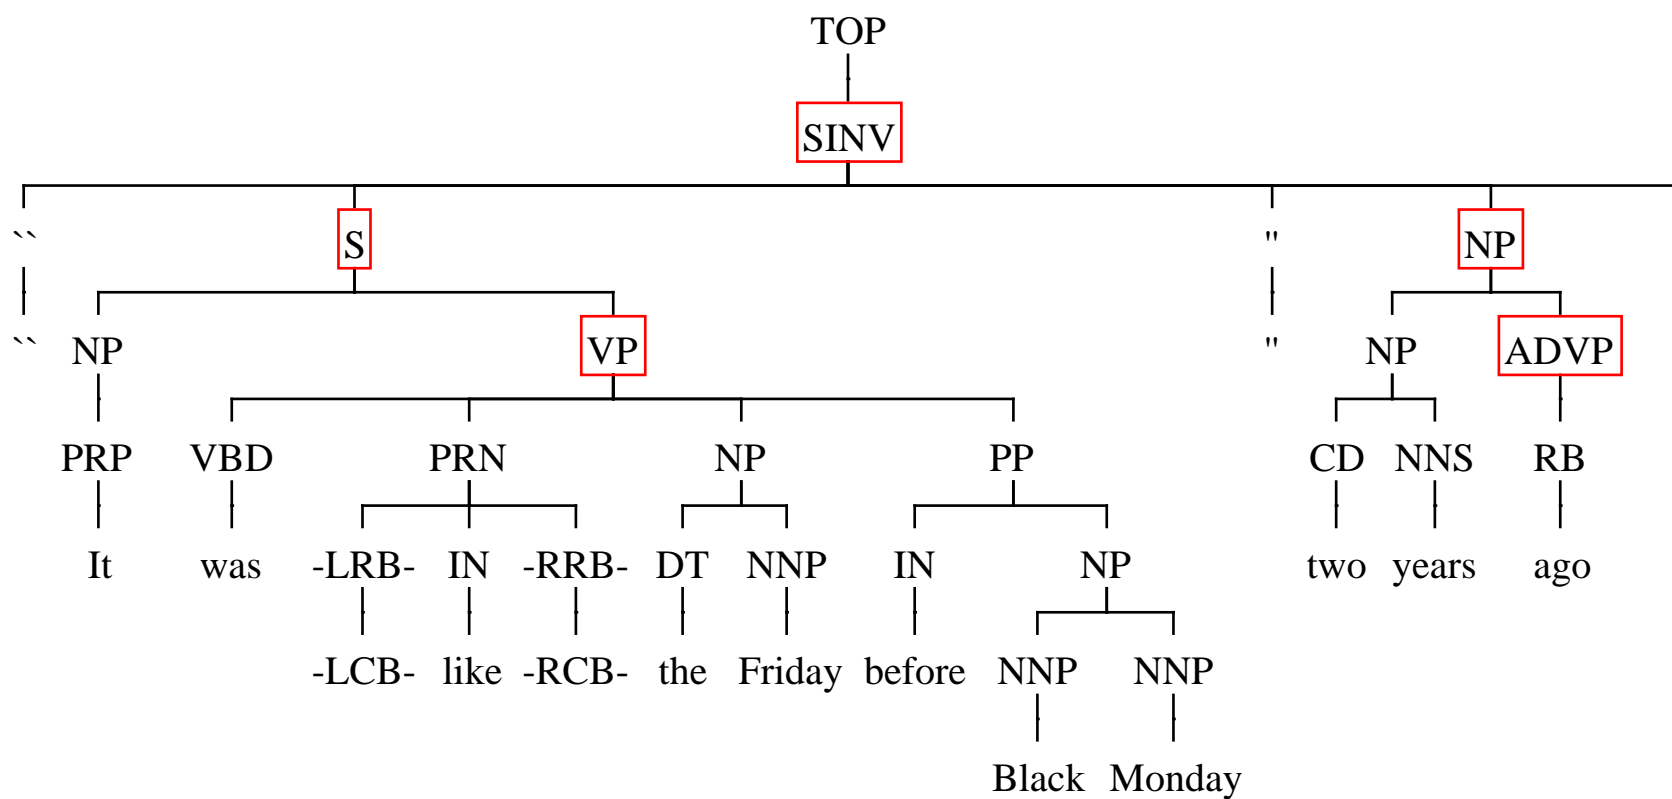 TOP
SINV
`` S '' NP
`` NP VP '' NP ADVP
PRP VBD PRN NP PP CD NNS RB
It was -LRB- IN -RRB- DT NNP IN NP two years ago
-LCB- like -RCB- the Friday before NNP NNP
Black Monday